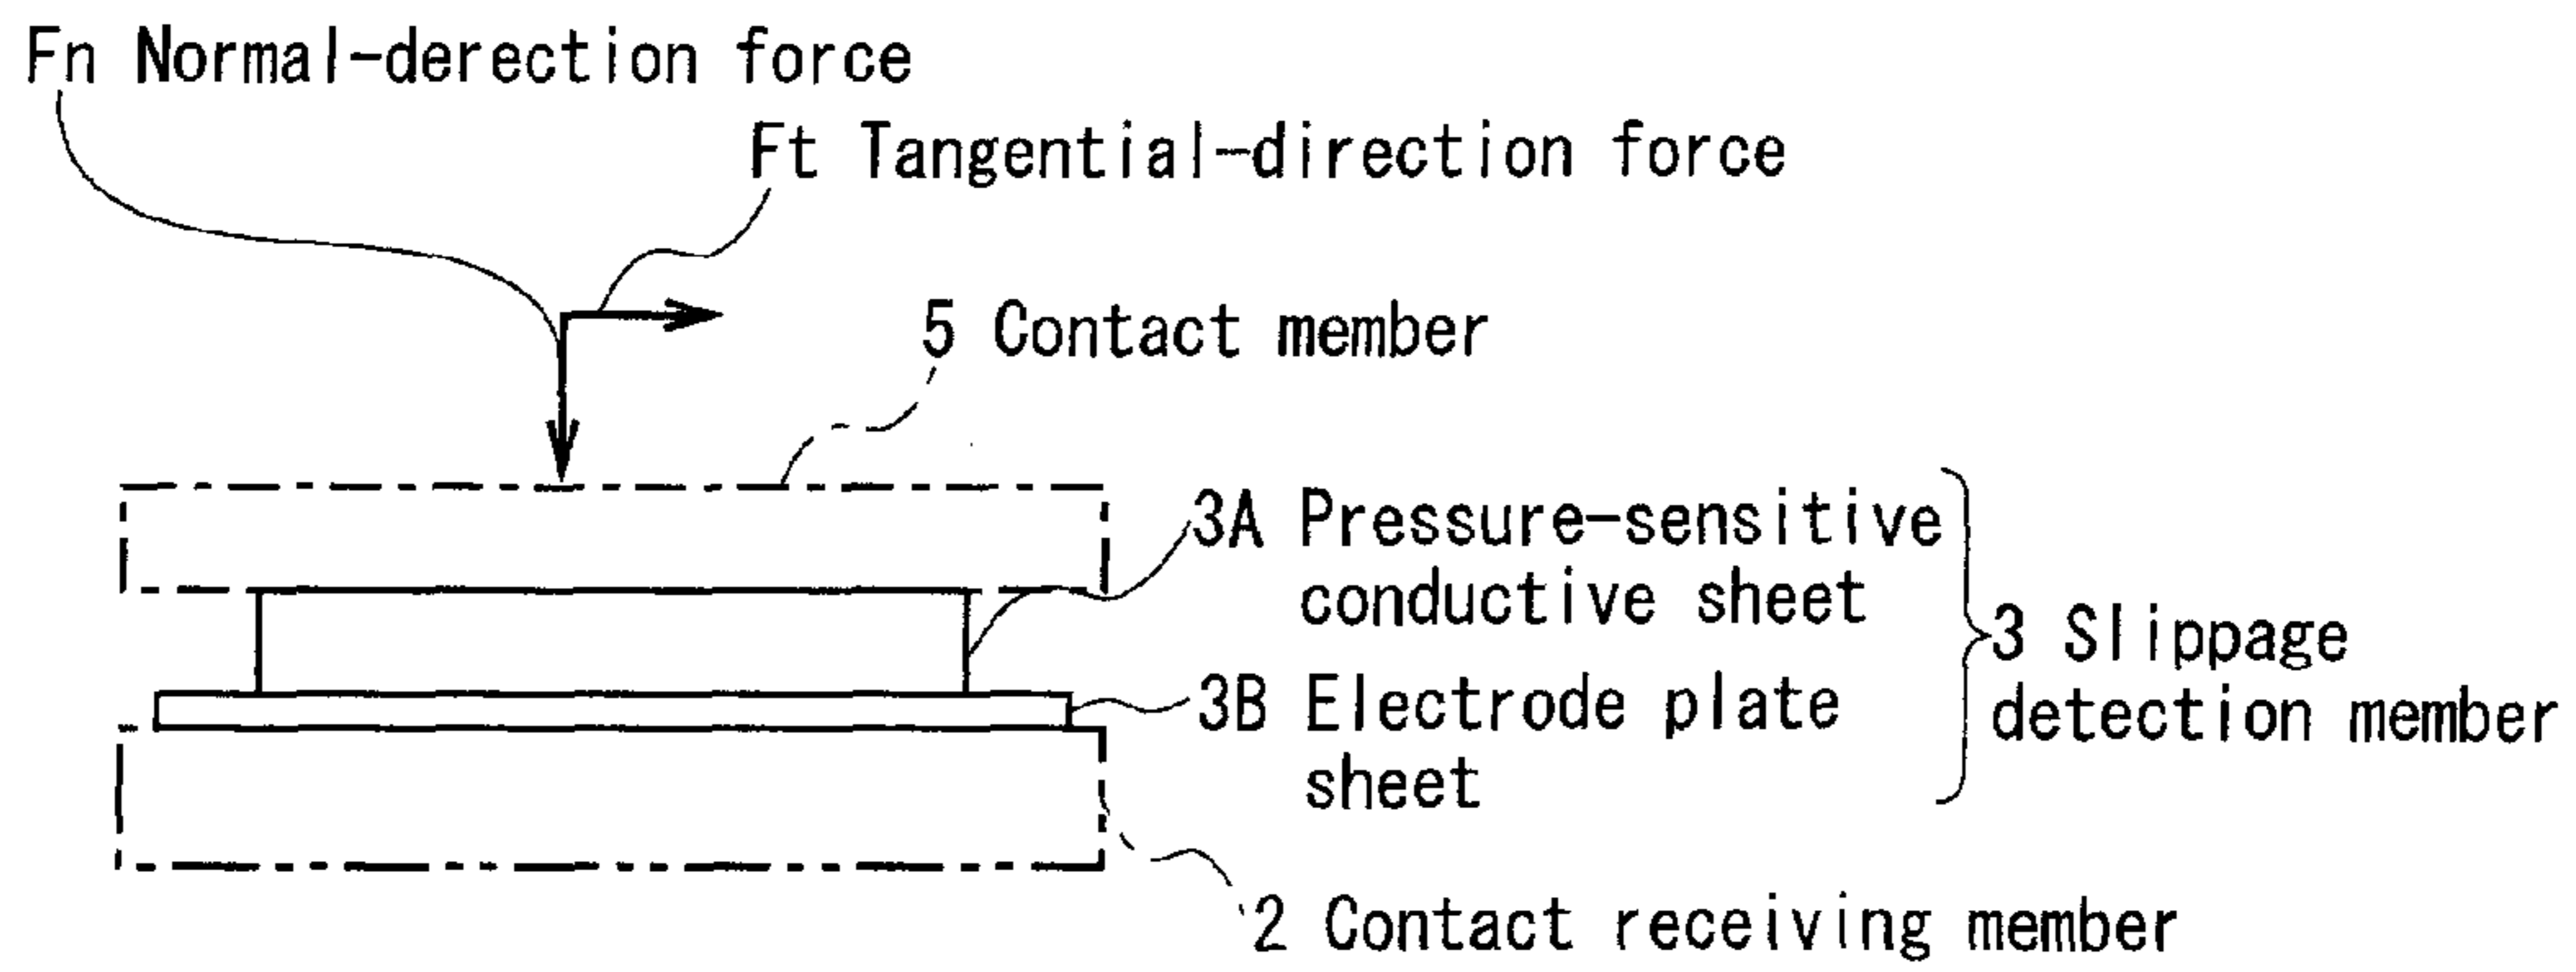 Fn Normal-derection force
Ft Tangential-direction force
5 Contact member
3A Pressure-sensitive
conductive sheet
3B Electrode plate
sheet
3 Slippage
detection member
2 Contact receiving member